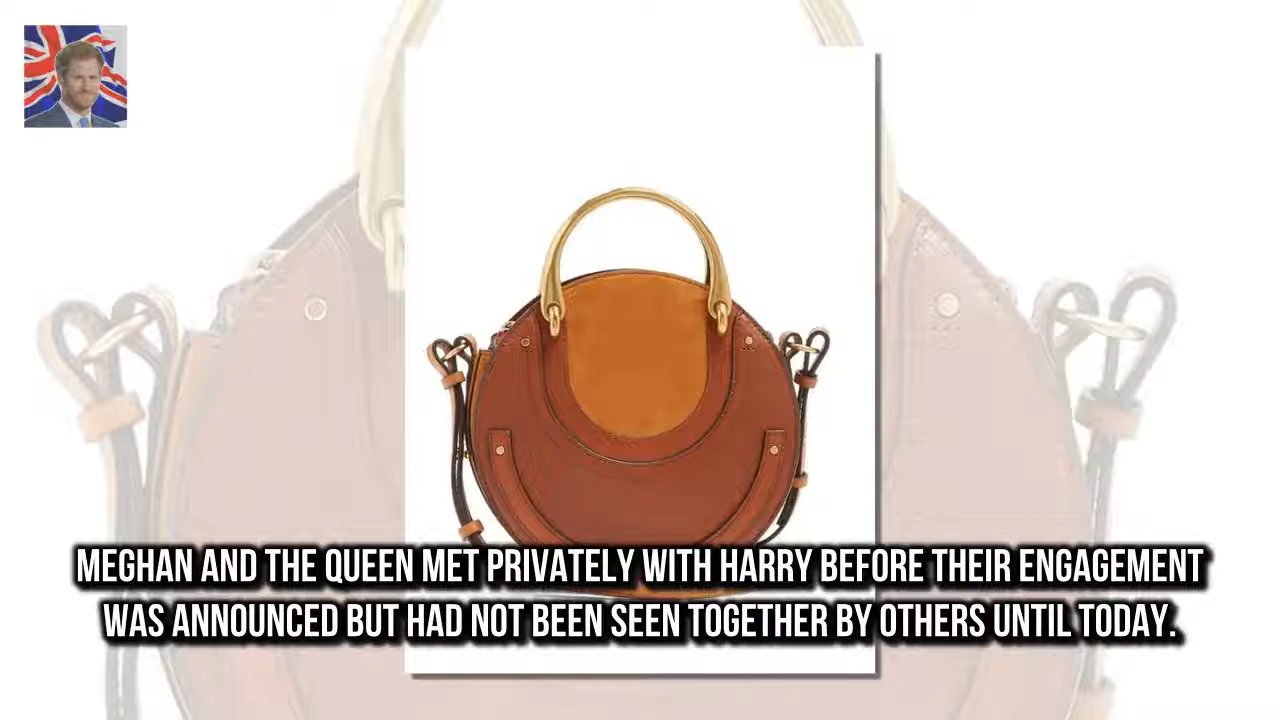 MEGHAN AND THE QUEEN MET PRIVATELY WITH HARRY BEFORE THEIR ENGAGEMENT
WAS ANNOUNCED BUT HAD NOT BEEN SEEN TOGETHER BY OTHERS UNTIL TODAY.